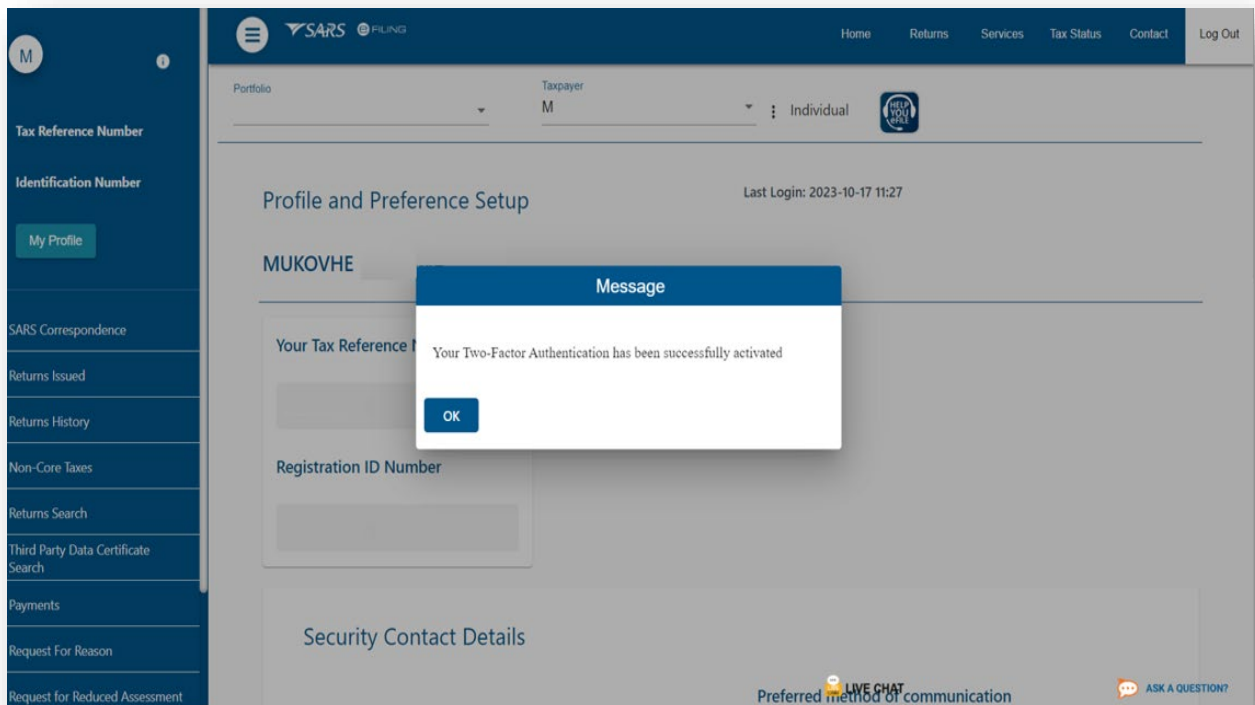 SARS eFILING
Home
Returns
Services
Tax Status
Contact
Log Out
M
Tax Reference Number
Identification Number
My Profile
SARS Correspondence
Returns Issued
Returns History
Non-Core Taxes
Returns Search
Third Party Data Certificate
Search
Payments
Request For Reason
Request for Reduced Assessment
Portfolio
Taxpayer
M
Individual
HELP
YOU
eFILE
Profile and Preference Setup
Last Login: 2023-10-17 11:27
MUKOVHE
Message
Your Two-Factor Authentication has been successfully activated
OK
Your Tax Reference
Registration ID Number
Security Contact Details
Preferred method of communication
LIVE CHAT
ASK A QUESTION?